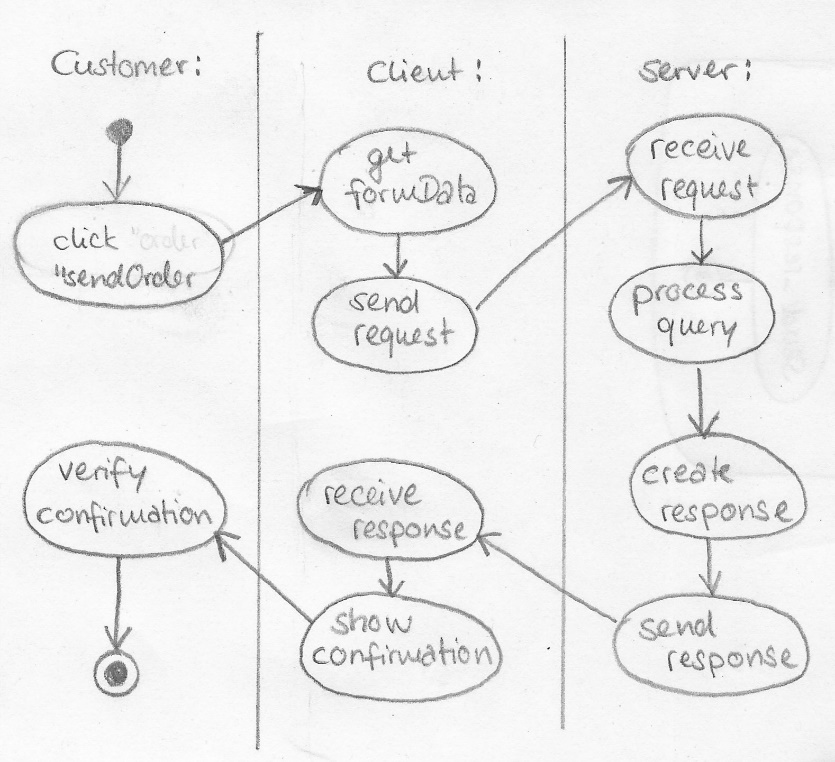 Customer:
Client:
Server:
click "order
"sendOrder
get
formData
send
request
receive
request
process
query
create
response
send
response
receive
response
show
confirmation
verify
confirmation